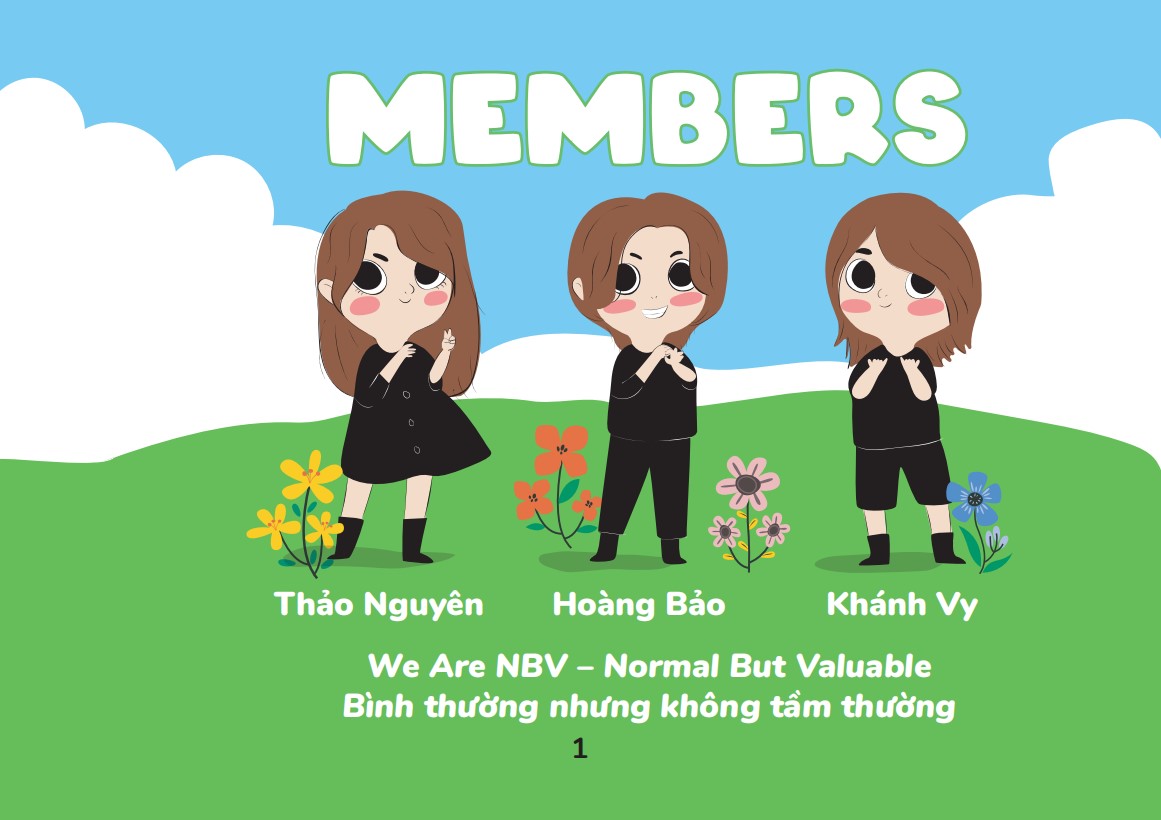 MEMBERS
Thảo Nguyên Hoàng Bảo Khánh Vy
We Are NBV – Normal But Valuable
Bình thường nhưng không tầm thường
1